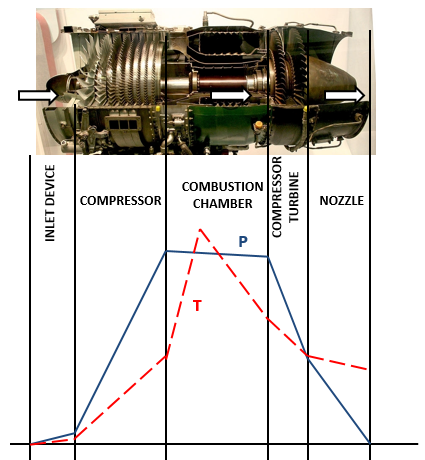 INLET DEVICE
COMPRESSOR
COMBUSTION
CHAMBER
COMPRESSOR
TURBINE
NOZZLE
P
T